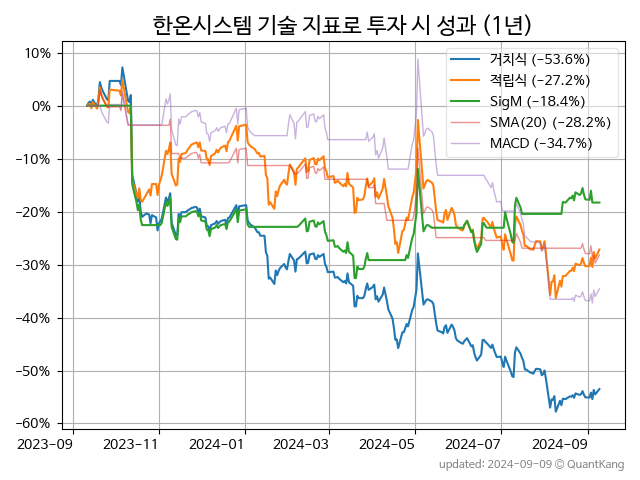 한온시스템 기술 지표로 투자 시 성과 (1년)
거치식 (−53.6%)
적립식 (−27.2%)
SigM (−18.4%)
SMA(20) (−28.2%)
MACD (−34.7%)
10%
0%
−10%
−20%
−30%
−40%
−50%
−60%
2023-09 2023-11 2024-01 2024-03 2024-05 2024-07 2024-09
updated: 2024-09-09 © QuantKang